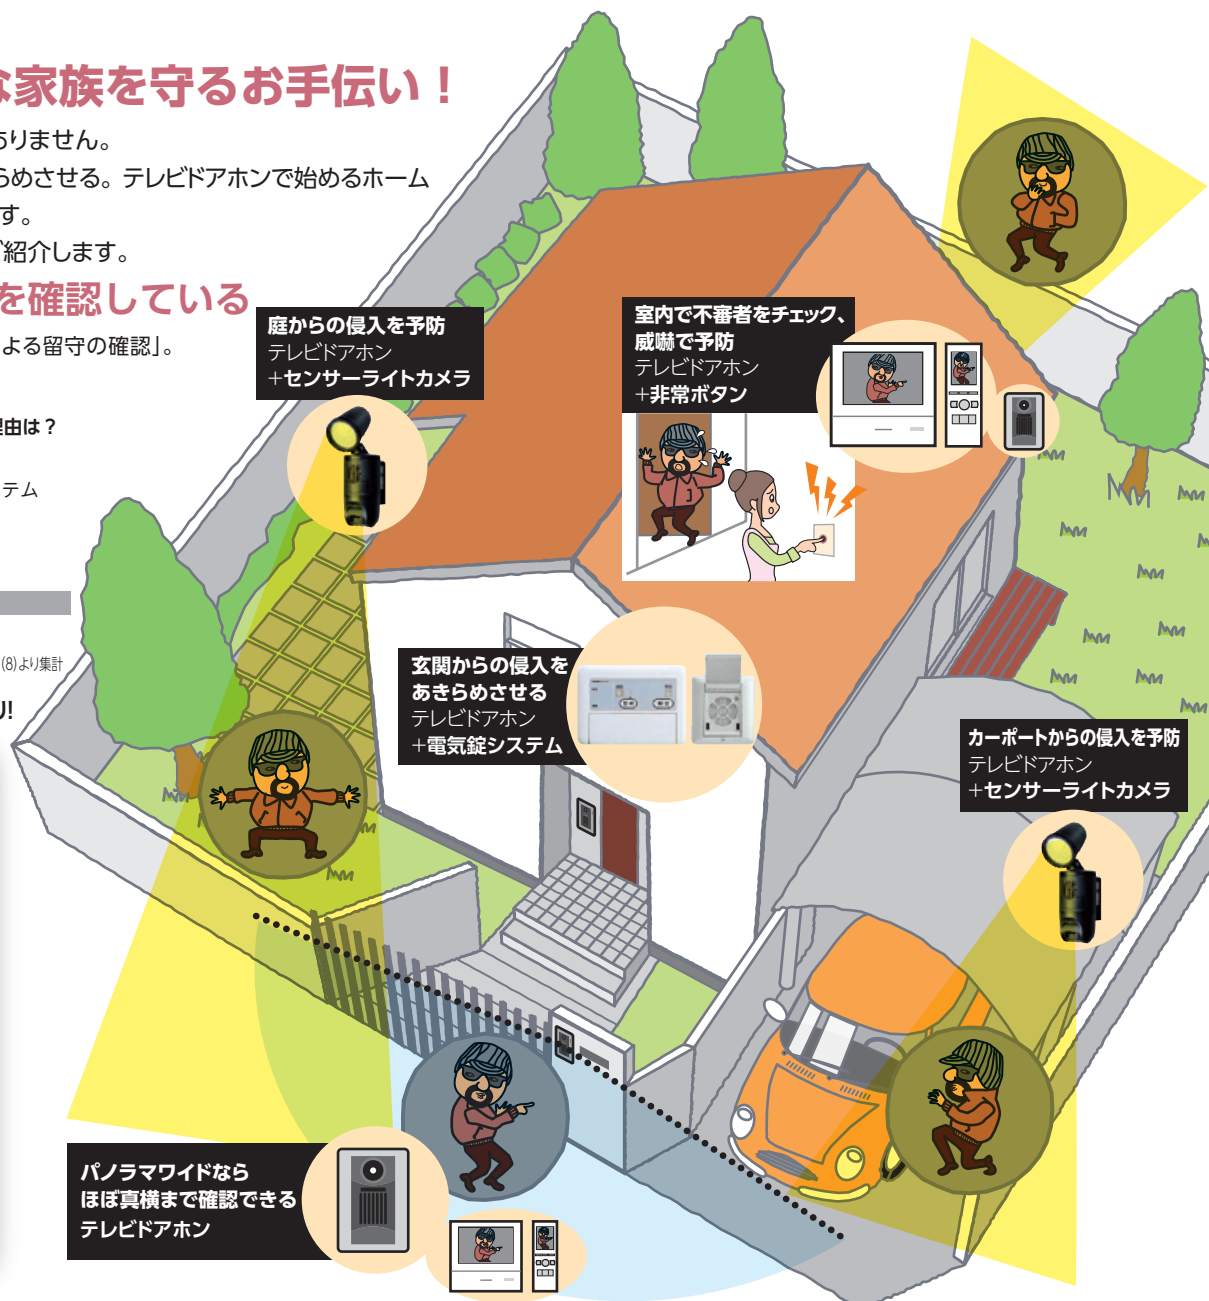 な家族を守るお手伝い！
ありません。
らめさせる。テレビドアホンで始めるホーム
す。
ご紹介します。
を確認している
よる留守の確認」。
理由は？
テム
(8)より集計
り!
庭からの侵入を予防
テレビドアホン
+センサーライトカメラ
室内で不審者をチェック、
威嚇で予防
テレビドアホン
+非常ボタン
玄関からの侵入を
あきらめさせる
テレビドアホン
+電気錠システム
カーポートからの侵入を予防
テレビドアホン
+センサーライトカメラ
パノラマワイドなら
ほぼ真横まで確認できる
テレビドアホン